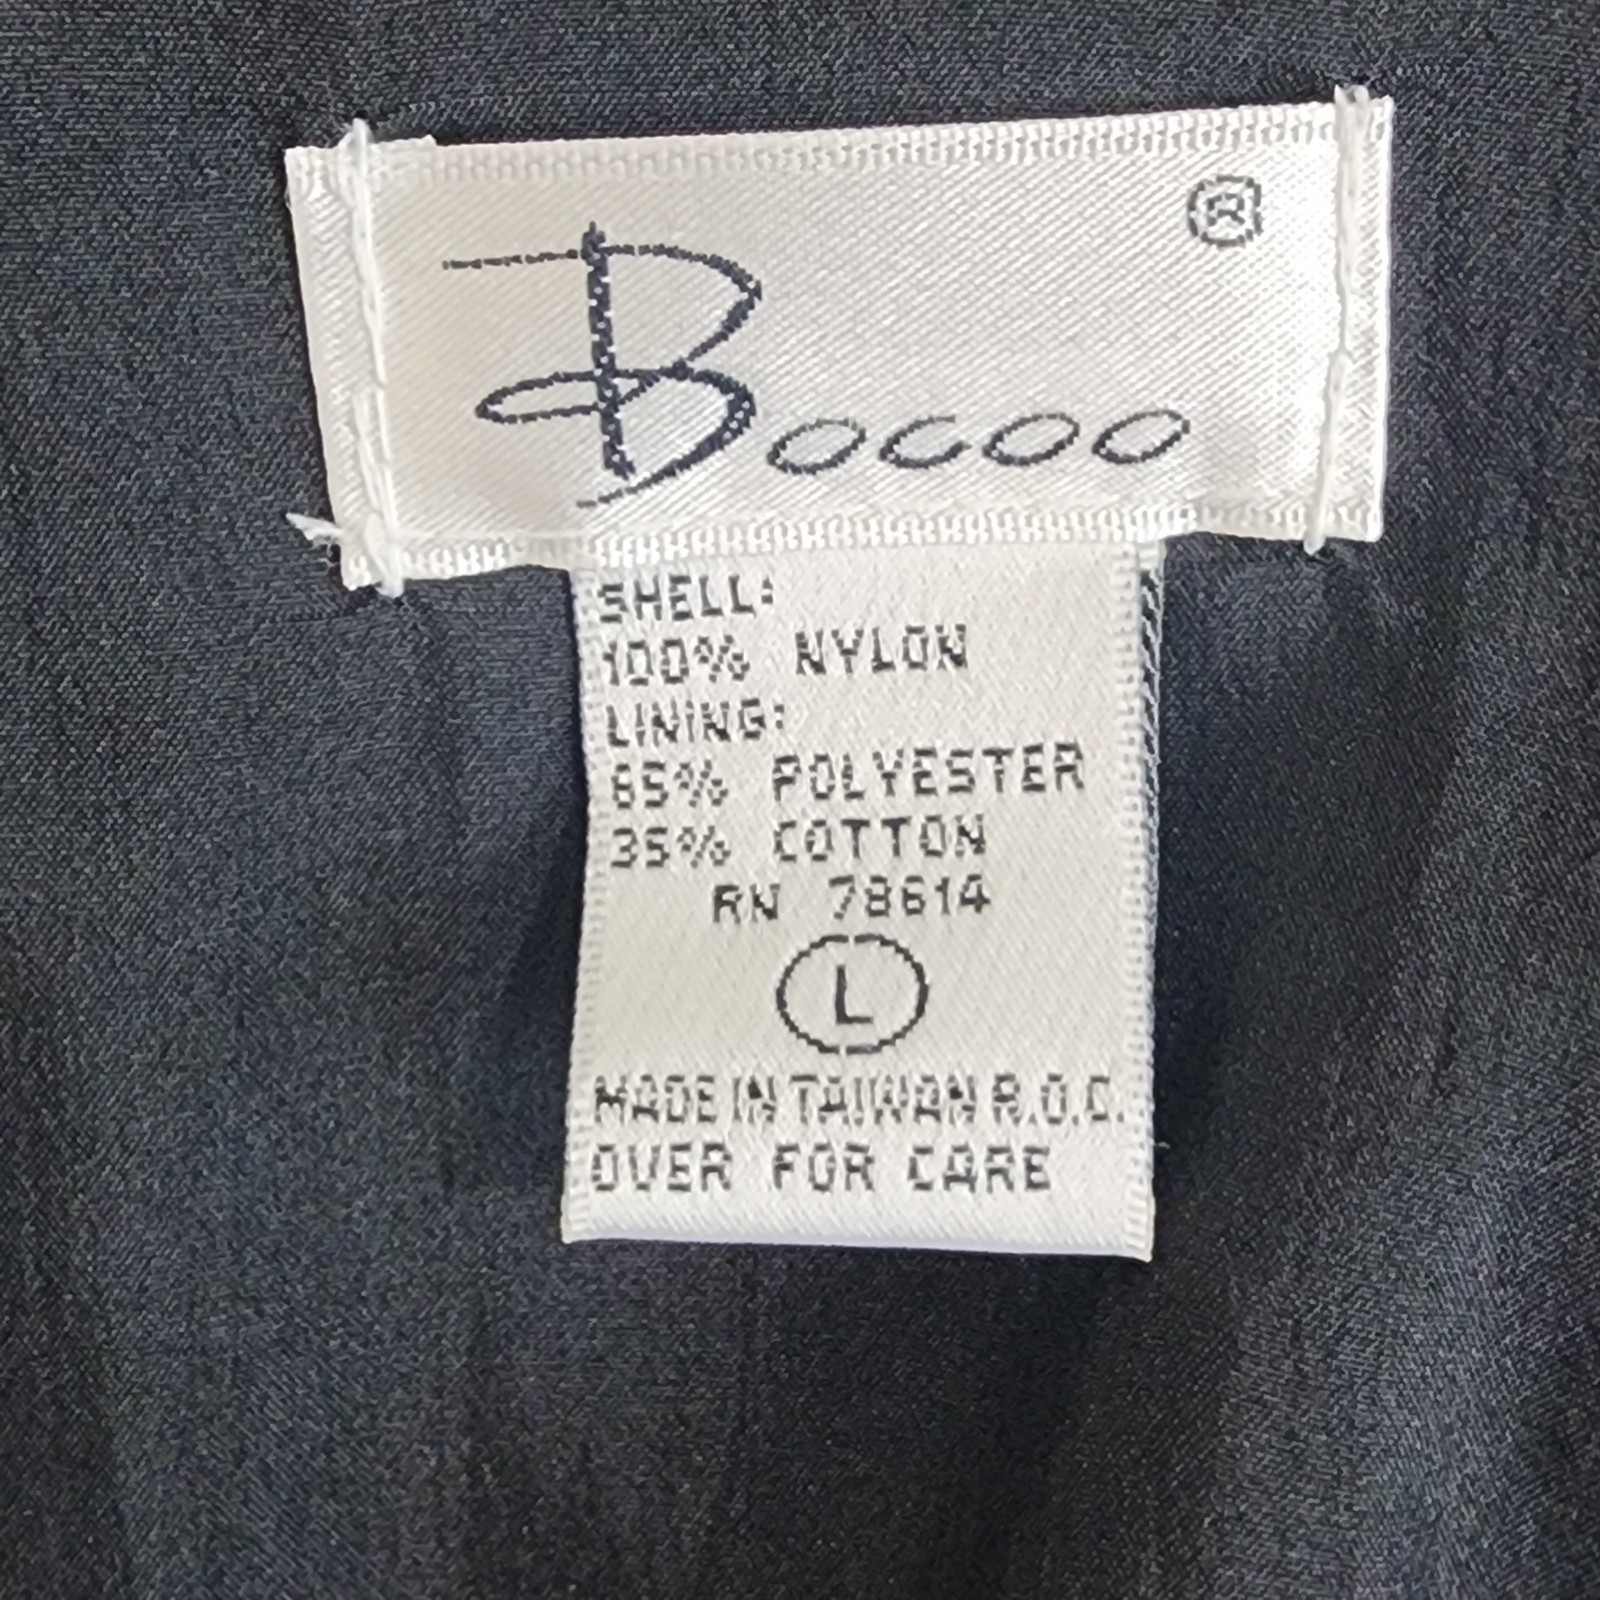 Bocoo ®
SHELL:
100% NYLON
LINING:
65% POLYESTER
35% COTTON
RN 78614
L
MADE IN TAIWAN R.O.C.
OVER FOR CARE